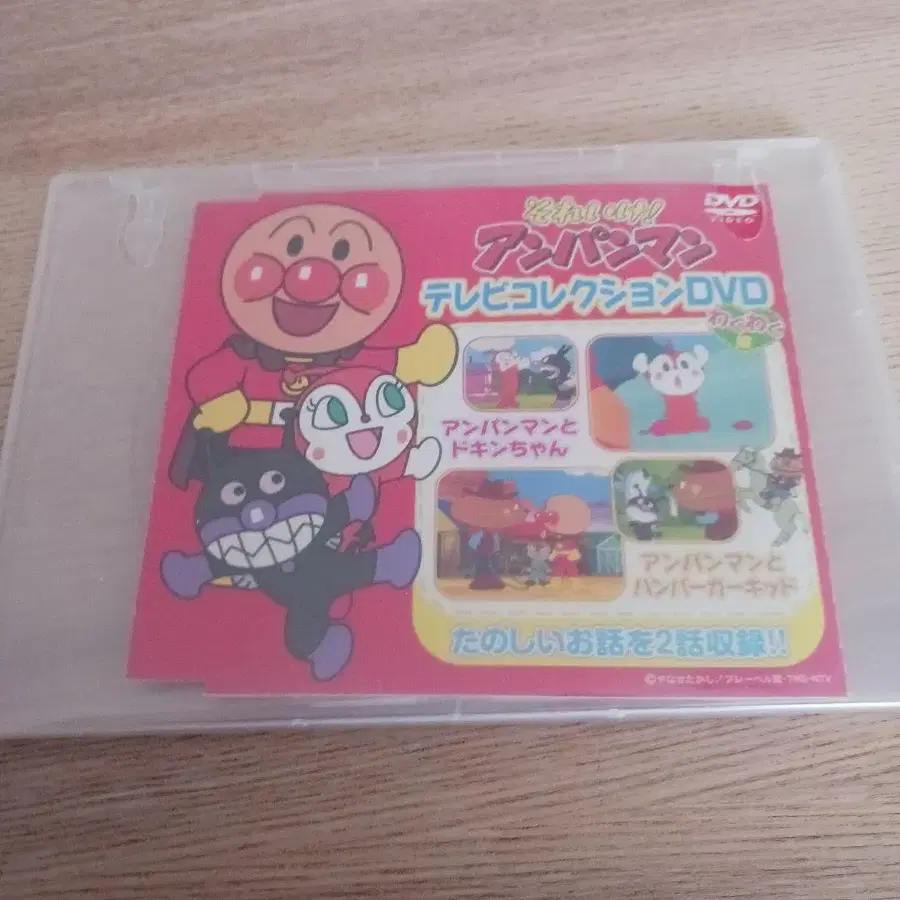 DVD
VIDEO
それいけ!
アンパンマン
テレビコレクションDVD
わくわく
アンパンマンと
ドキンちゃん
アンパンマンと
ハンバーガーキッド
たのしいお話を2話収録!!
©やなせたかし/フレーベル館・TMS・NTV